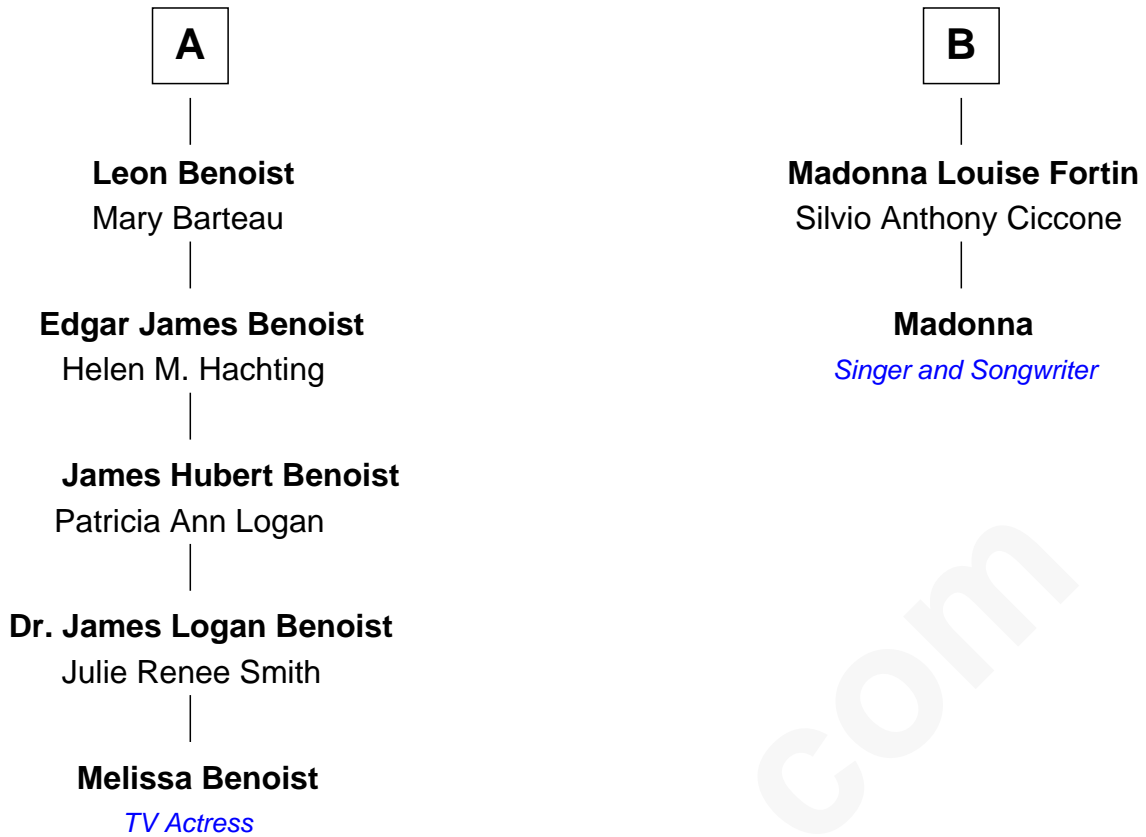 A
Leon Benoist
Mary Barteau
Edgar James Benoist
Helen M. Hachting
James Hubert Benoist
Patricia Ann Logan
Dr. James Logan Benoist
Julie Renee Smith
Melissa Benoist
TV Actress
B
Madonna Louise Fortin
Silvio Anthony Ciccone
Madonna
Singer and Songwriter
com